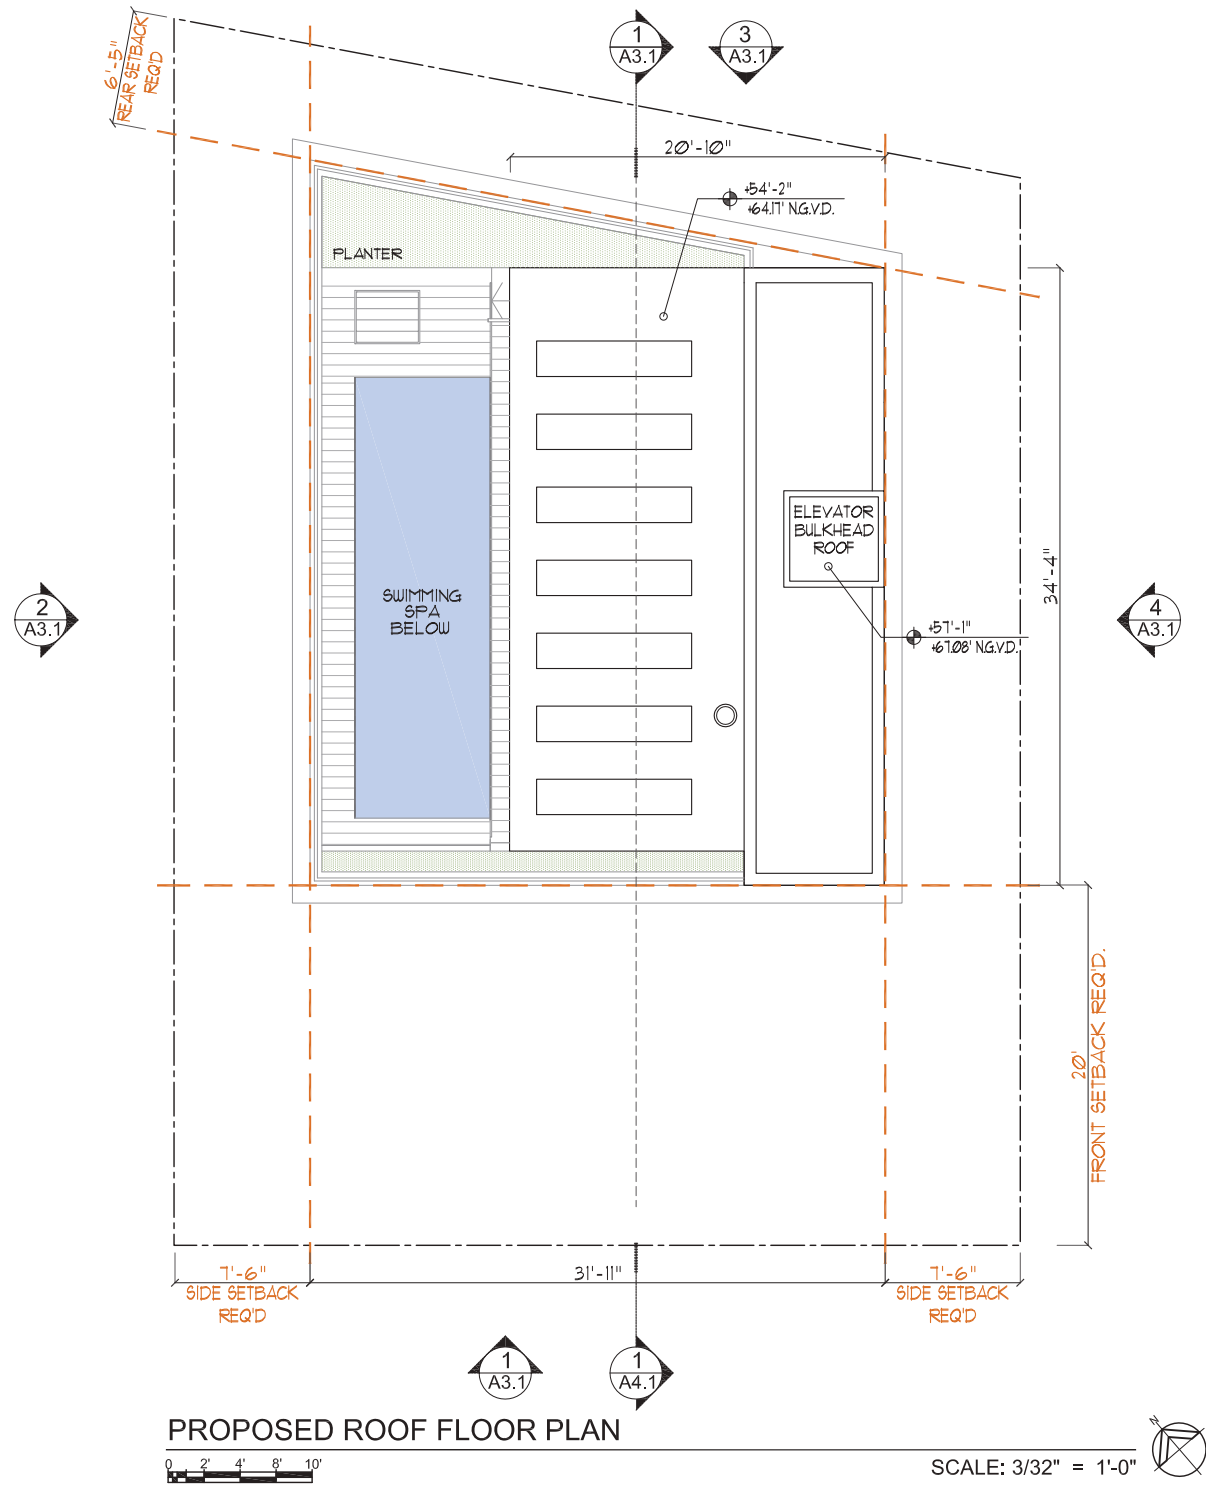 1
A3.1
3
A3.1
6'-5"
REAR SETBACK
REQ'D
20'-10"
+54'-2"
+64.17' N.G.V.D.
PLANTER
ELEVATOR
BULKHEAD
ROOF
34'-4"
SWIMMING
SPA
BELOW
2
A3.1
4
A3.1
+57'-1"
+67.08' N.G.V.D.
20'
FRONT SETBACK REQ'D.
7'-6"
SIDE SETBACK
REQ'D
31'-11"
7'-6"
SIDE SETBACK
REQ'D
1
A3.1
1
A4.1
PROPOSED ROOF FLOOR PLAN
0 2' 4' 8' 10'
SCALE: 3/32" = 1'-0"
N